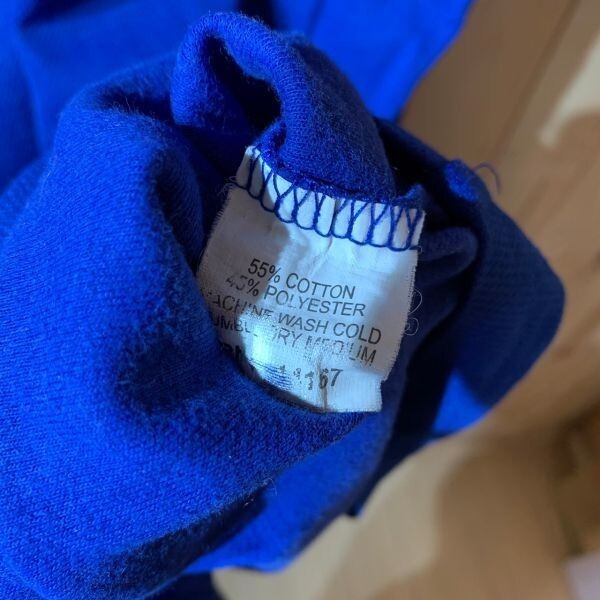 55% COTTON
45% POLYESTER
MACHINE WASH COLD
TUMBLE DRY MEDIUM